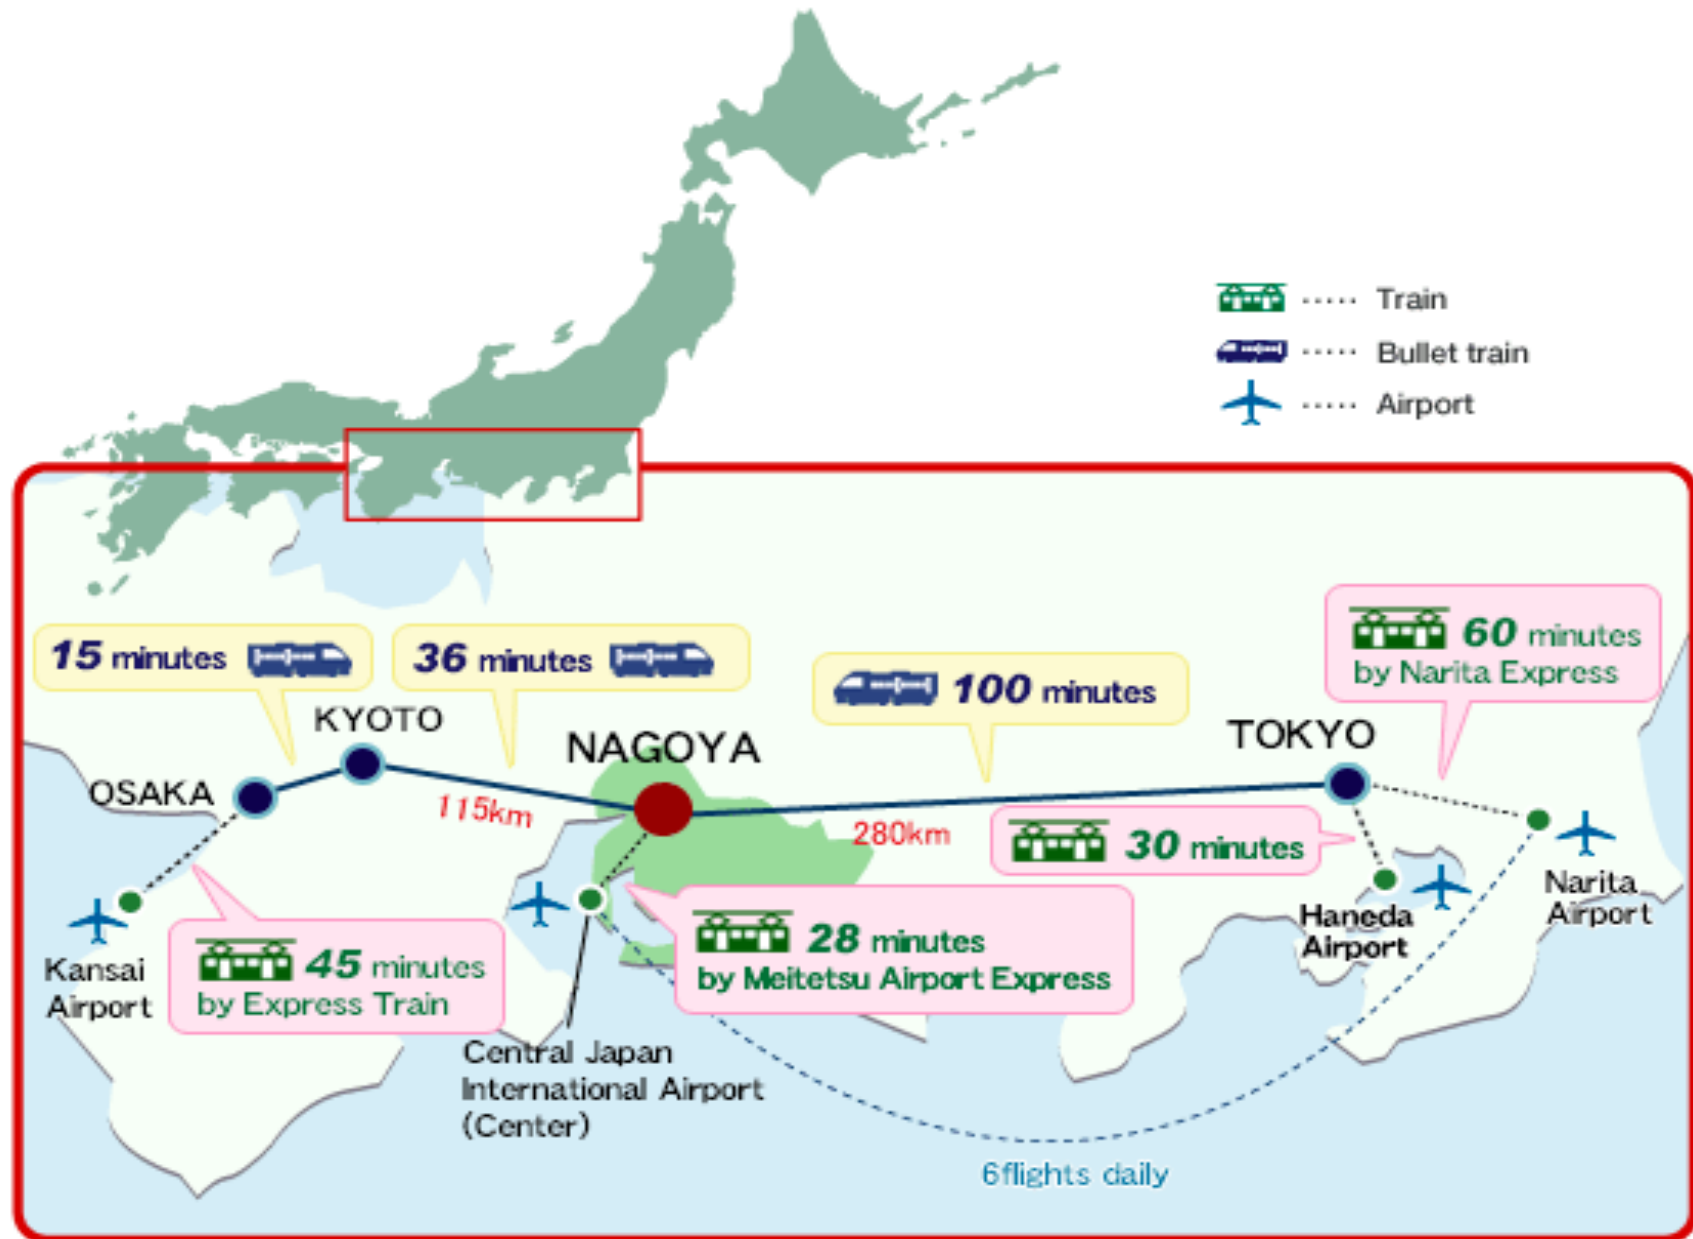 Train
Bullet train
Airport
15 minutes
36 minutes
100 minutes
60 minutes
by Narita Express
KYOTO
NAGOYA
TOKYO
OSAKA
115km
280km
30 minutes
Narita
Airport
Haneda
Airport
28 minutes
by Meitetsu Airport Express
45 minutes
by Express Train
Kansai
Airport
Central Japan
International Airport
(Center)
6flights daily